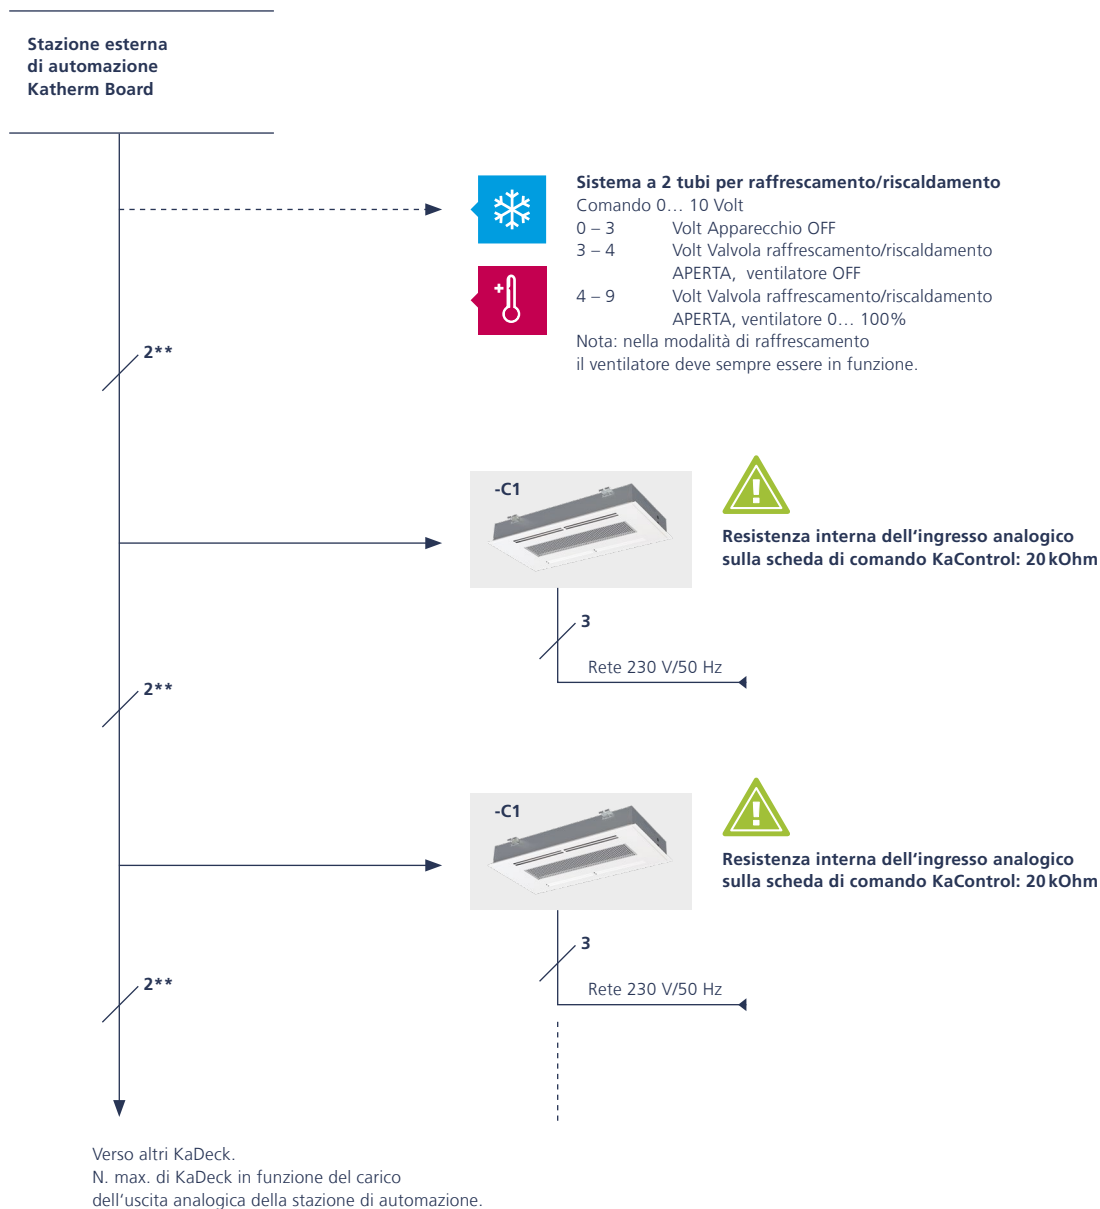 Stazione esterna
di automazione
Katherm Board
Sistema a 2 tubi per raffrescamento/riscaldamento
Comando 0… 10 Volt
0 – 3 Volt Apparecchio OFF
3 – 4 Volt Valvola raffrescamento/riscaldamento
APERTA, ventilatore OFF
4 – 9 Volt Valvola raffrescamento/riscaldamento
APERTA, ventilatore 0… 100%
Nota: nella modalità di raffrescamento
il ventilatore deve sempre essere in funzione.
2**
-C1
Resistenza interna dell'ingresso analogico
sulla scheda di comando KaControl: 20 kOhm
3
Rete 230 V/50 Hz
2**
-C1
Resistenza interna dell'ingresso analogico
sulla scheda di comando KaControl: 20 kOhm
3
Rete 230 V/50 Hz
2**
Verso altri KaDeck.
N. max. di KaDeck in funzione del carico
dell'uscita analogica della stazione di automazione.